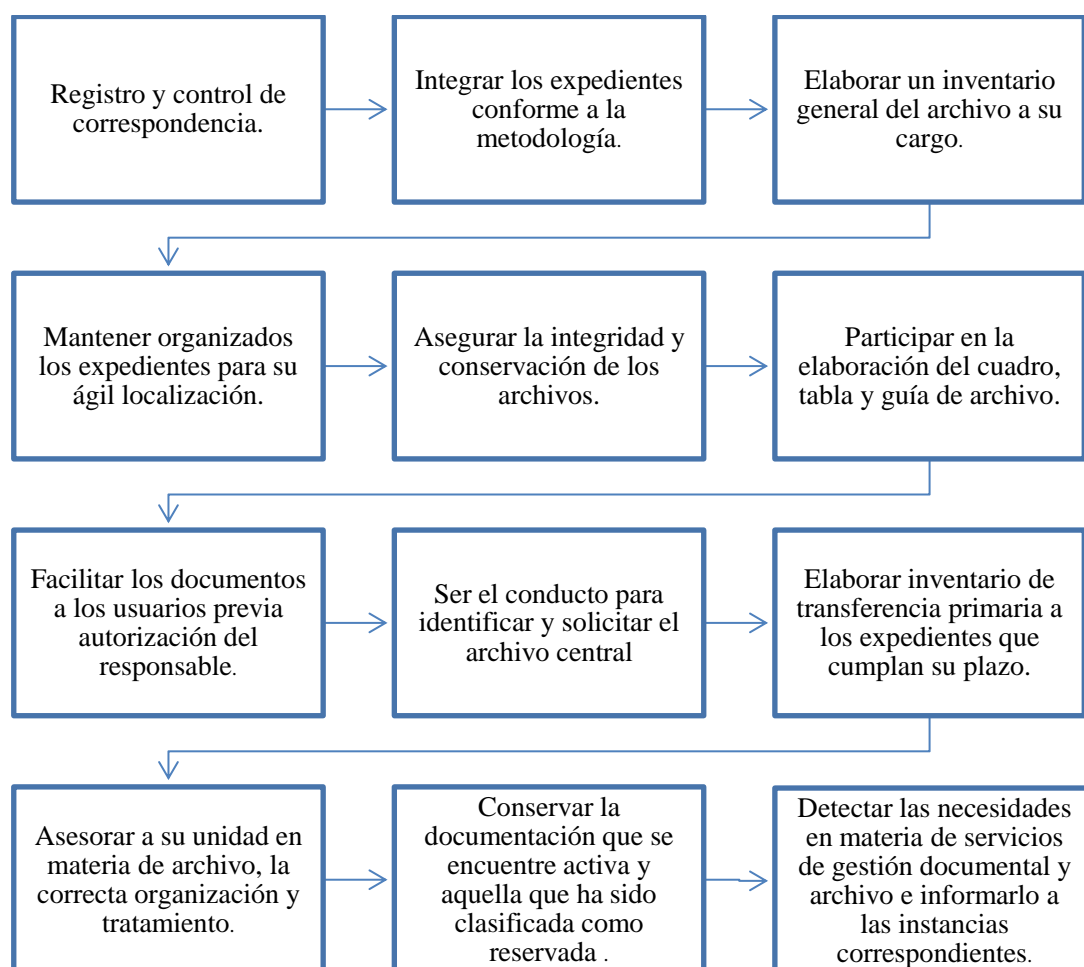 Registro y control de
correspondencia.
Integrar los expedientes
conforme a la
metodología.
Elaborar un inventario
general del archivo a su
cargo.
Mantener organizados
los expedientes para su
ágil localización.
Asegurar la integridad y
conservación de los
archivos.
Participar en la
elaboración del cuadro,
tabla y guía de archivo.
Facilitar los documentos
a los usuarios previa
autorización del
responsable.
Ser el conducto para
identificar y solicitar el
archivo central
Elaborar inventario de
transferencia primaria a
los expedientes que
cumplan su plazo.
Asesorar a su unidad en
materia de archivo, la
correcta organización y
tratamiento.
Conservar la
documentación que se
encuentre activa y
aquella que ha sido
clasificada como
reservada .
Detectar las necesidades
en materia de servicios
de gestión documental y
archivo e informarlo a
las instancias
correspondientes.